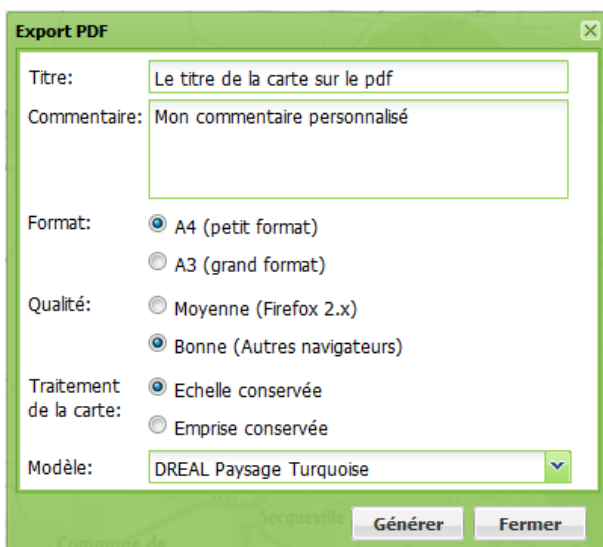 Export PDF
Titre: Le titre de la carte sur le pdf
Commentaire: Mon commentaire personnalisé
Format: A4 (petit format)
A3 (grand format)
Qualité: Moyenne (Firefox 2.x)
Bonne (Autres navigateurs)
Traitement de la carte: Echelle conservée
Emprise conservée
Modèle: DREAL Paysage Turquoise
Secqueville
Générer Fermer
Commune de